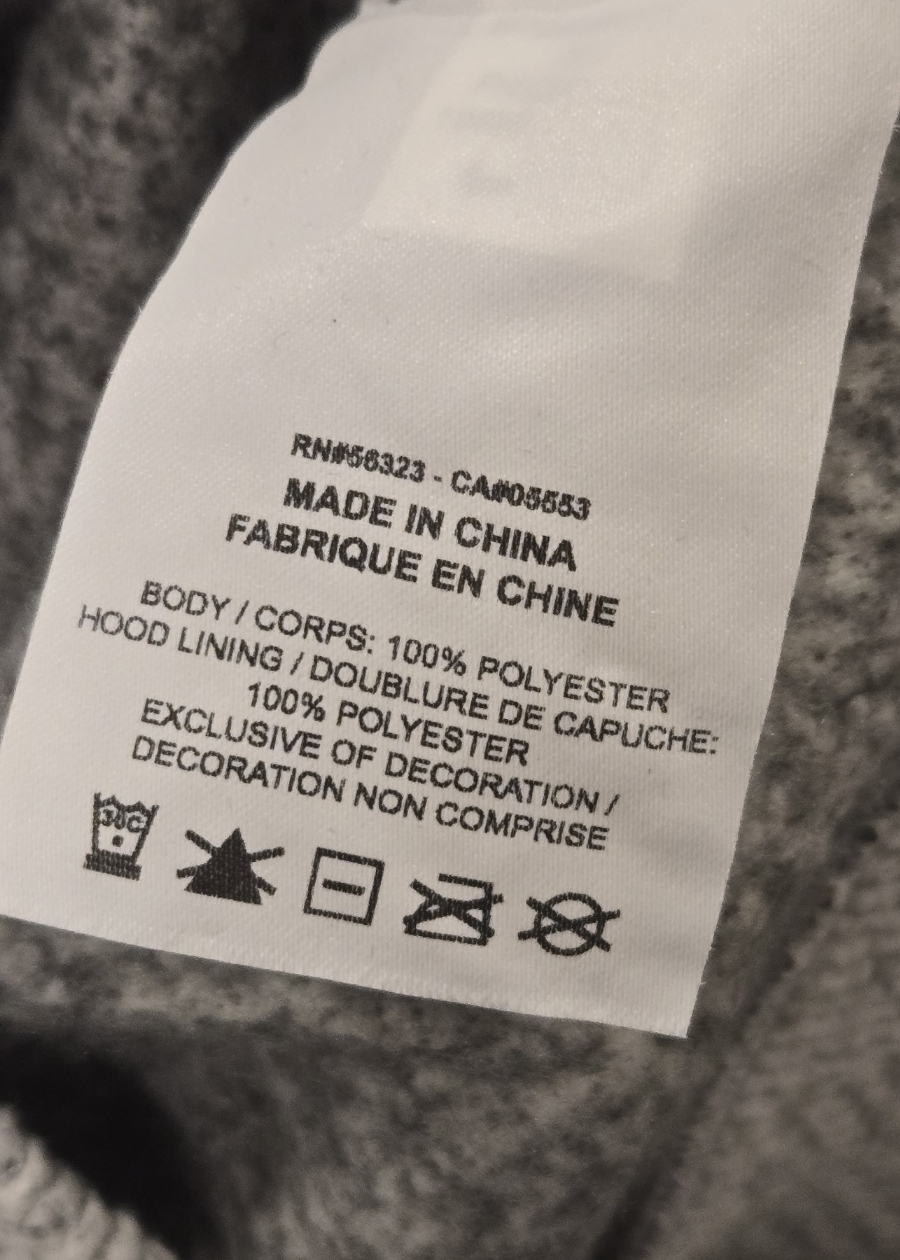 RN#56323 - CA#05553
MADE IN CHINA
FABRIQUE EN CHINE
BODY / CORPS: 100% POLYESTER
HOOD LINING / DOUBLURE DE CAPUCHE:
100% POLYESTER
EXCLUSIVE OF DECORATION /
DECORATION NON COMPRISE
30C